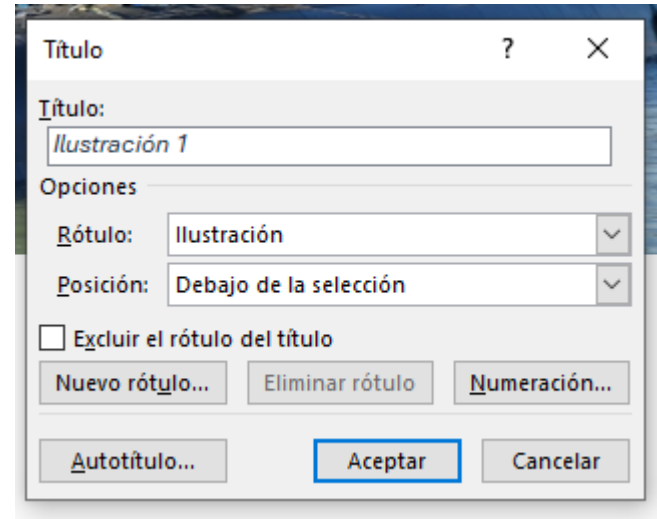 Título ?
Título:
Ilustración 1
Opciones
Rótulo: Ilustración
Posición: Debajo de la selección
Excluir el rótulo del título
Nuevo rótulo... Eliminar rótulo Numeración...
Autotítulo... Aceptar Cancelar